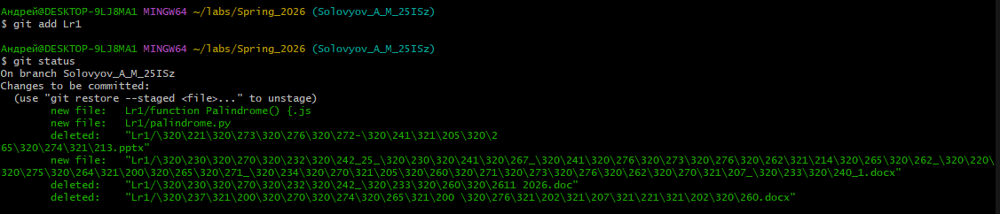 Андрей@DESKTOP-9LJ8MA1 MINGW64 ~/labs/Spring_2026 (Solovyov_A_M_25ISz)
$ git add Lr1
Андрей@DESKTOP-9LJ8MA1 MINGW64 ~/labs/Spring_2026 (Solovyov_A_M_25ISz)
$ git status
On branch Solovyov_A_M_25ISz
Changes to be committed:
  (use "git restore --staged <file>..." to unstage)
        new file:   Lr1/function Palindrome() {.js
        new file:   Lr1/palindrome.py
        deleted:    "Lr1/\320\221\320\273\320\276\320\272-\320\241\321\205\320\2
65\320\274\321\213.pptx"
        new file:   "Lr1/\320\230\320\270\320\232\320\242_25_\320\230\320\241\320\267_\320\241\320\276\320\273\320\276\320\262\321\214\320\265\320\262_\320\220\
320\275\320\264\321\200\320\265\320\271_\320\234\320\270\321\205\320\260\320\271\320\273\320\276\320\262\320\270\321\207_\320\233\320\240_1.docx"
        deleted:    "Lr1/\320\230\320\270\320\232\320\242_\320\233\320\260\320\2611 2026.doc"
        deleted:    "Lr1/\320\237\321\200\320\270\320\274\320\265\321\200 \320\276\321\202\321\207\321\221\321\202\320\260.docx"